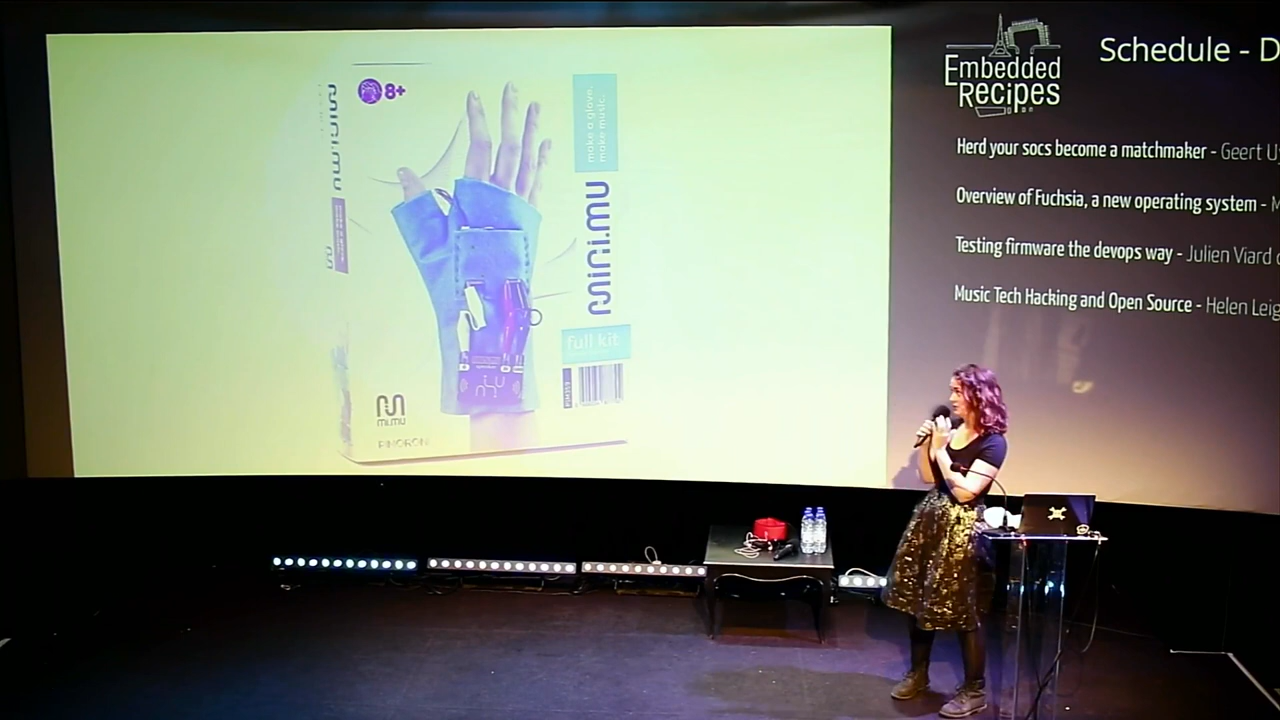 8+
make a glove.
make music.
mini.mu
full kit
mi.mu
PIMORONI
Embedded
Recipes
Schedule - D
Herd your socs become a matchmaker - Geert U
Overview of Fuchsia, a new operating system - M
Testing firmware the devops way - Julien Viard d
Music Tech Hacking and Open Source - Helen Leig